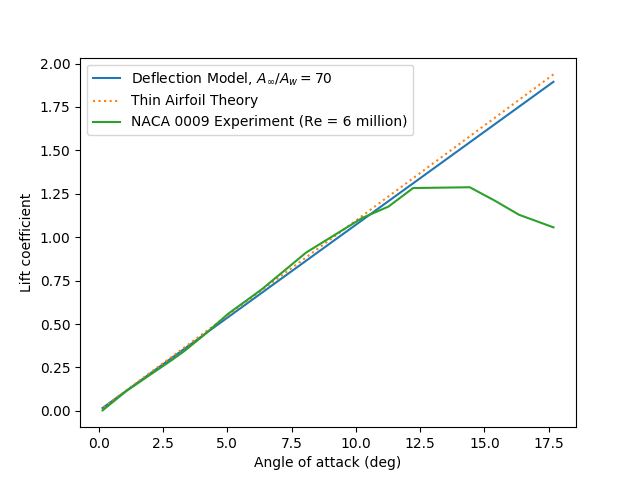 2.00
1.75
1.50
1.25
1.00
0.75
0.50
0.25
0.00
Lift coefficient
Deflection Model, A∞/Aw = 70
Thin Airfoil Theory
NACA 0009 Experiment (Re = 6 million)
0.0 2.5 5.0 7.5 10.0 12.5 15.0 17.5
Angle of attack (deg)